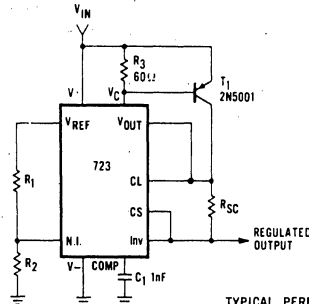 VIN
R3
60Ω
T1
2N5001
V
VC
VREF
VOUT
723
R1
CL
RSC
CS
REGULATED
OUTPUT
N.I.
Inv
R2
V-
COMP
C1 1nF
TYPICAL PER